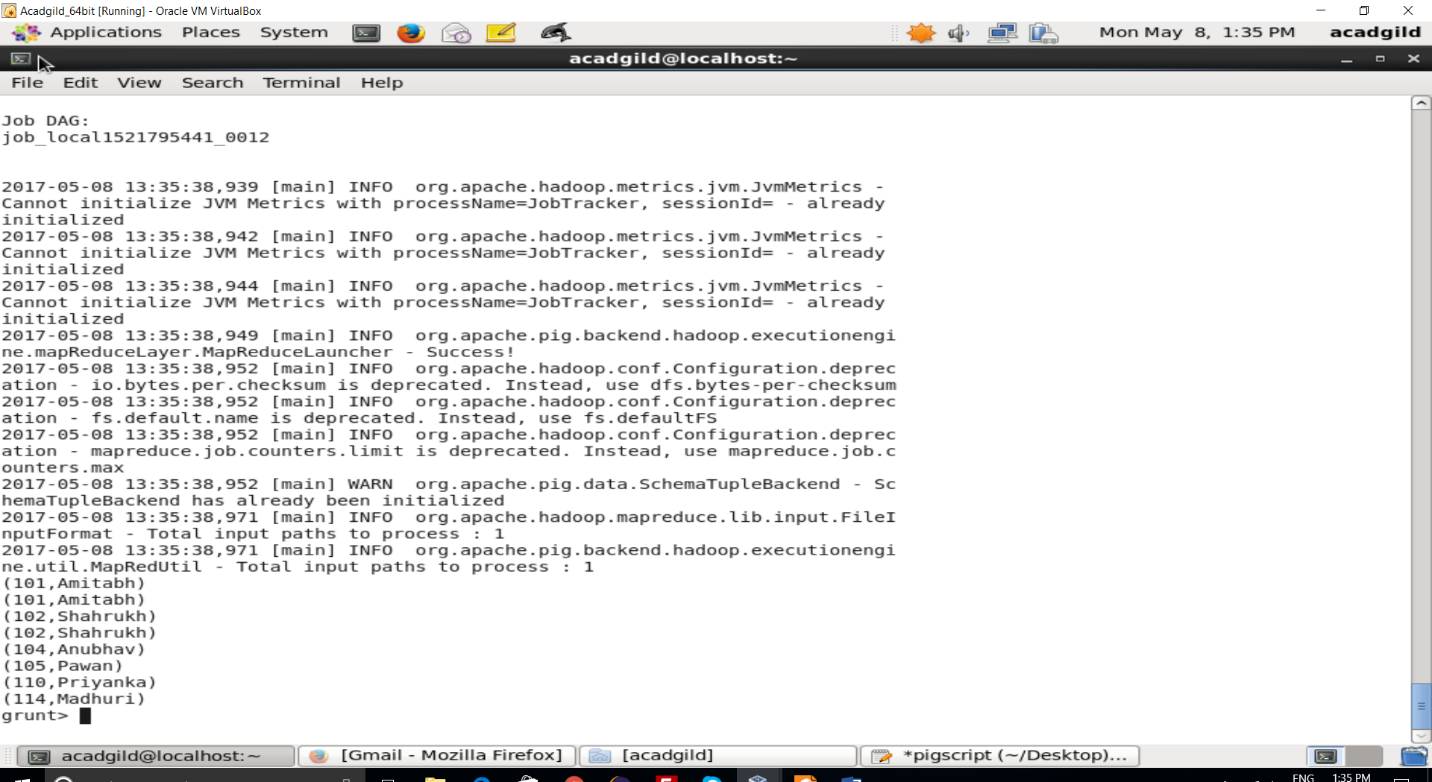 Acadgild_64bit [Running] - Oracle VM VirtualBox
Applications Places System Mon May 8, 1:35 PM acadgild
acadgild@localhost:~
File Edit View Search Terminal Help
Job DAG:
job_local1521795441_0012
2017-05-08 13:35:38,939 [main] INFO  org.apache.hadoop.metrics.jvm.JvmMetrics -
Cannot initialize JVM Metrics with processName=JobTracker, sessionId= - already
initialized
2017-05-08 13:35:38,942 [main] INFO  org.apache.hadoop.metrics.jvm.JvmMetrics -
Cannot initialize JVM Metrics with processName=JobTracker, sessionId= - already
initialized
2017-05-08 13:35:38,944 [main] INFO  org.apache.hadoop.metrics.jvm.JvmMetrics -
Cannot initialize JVM Metrics with processName=JobTracker, sessionId= - already
initialized
2017-05-08 13:35:38,949 [main] INFO  org.apache.pig.backend.hadoop.executionengi
ne.mapReduceLayer.MapReduceLauncher - Success!
2017-05-08 13:35:38,952 [main] INFO  org.apache.hadoop.conf.Configuration.deprec
ation - io.bytes.per.checksum is deprecated. Instead, use dfs.bytes-per-checksum
2017-05-08 13:35:38,952 [main] INFO  org.apache.hadoop.conf.Configuration.deprec
ation - fs.default.name is deprecated. Instead, use fs.defaultFS
2017-05-08 13:35:38,952 [main] INFO  org.apache.hadoop.conf.Configuration.deprec
ation - mapreduce.job.counters.limit is deprecated. Instead, use mapreduce.job.c
ounters.max
2017-05-08 13:35:38,952 [main] WARN  org.apache.pig.data.SchemaTupleBackend - Sc
hemaTupleBackend has already been initialized
2017-05-08 13:35:38,971 [main] INFO  org.apache.hadoop.mapreduce.lib.input.FileI
nputFormat - Total input paths to process : 1
2017-05-08 13:35:38,971 [main] INFO  org.apache.pig.backend.hadoop.executionengi
ne.util.MapRedUtil - Total input paths to process : 1
(101,Amitabh)
(101,Amitabh)
(102,Shahrukh)
(102,Shahrukh)
(104,Anubhav)
(105,Pawan)
(110,Priyanka)
(114,Madhuri)
grunt>
acadgild@localhost:~ [Gmail - Mozilla Firefox] [acadgild] *pigscript (~/Desktop)...
ENG 1:35 PM